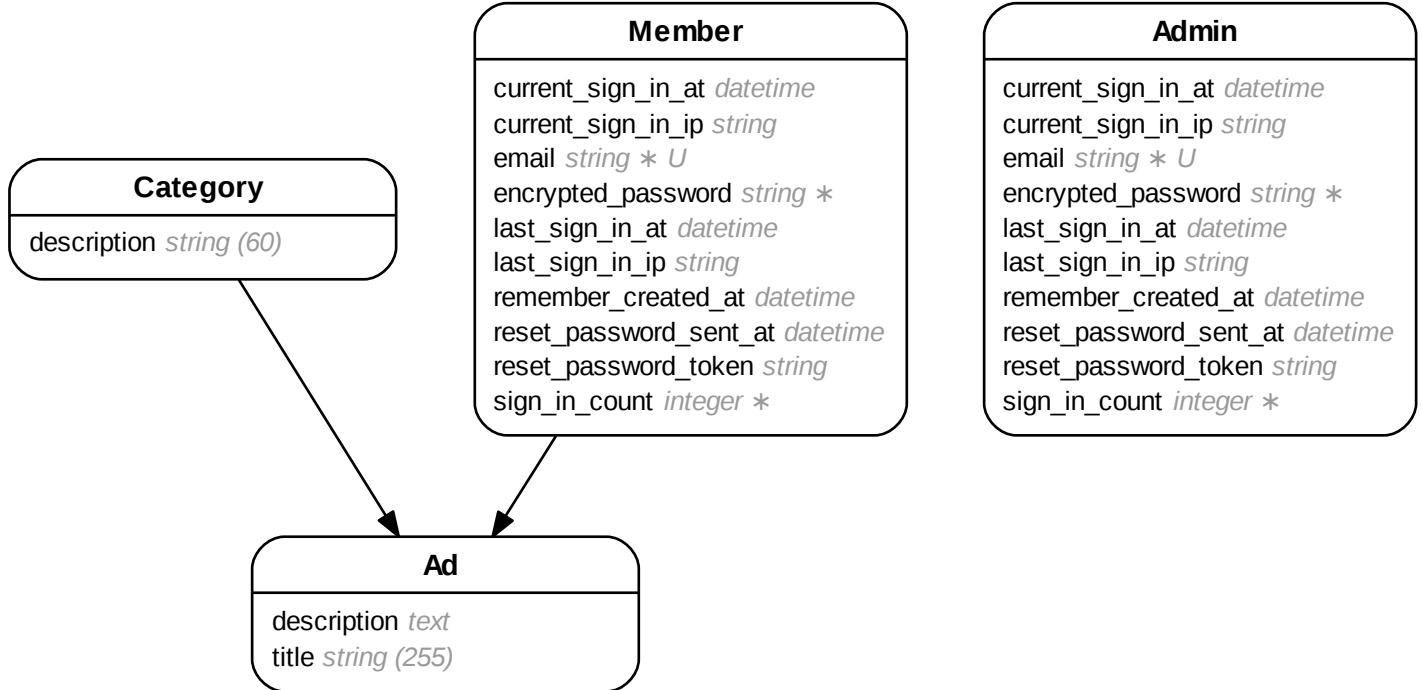 Category
description string (60)
Member
current_sign_in_at datetime
current_sign_in_ip string
email string ∗ U
encrypted_password string ∗
last_sign_in_at datetime
last_sign_in_ip string
remember_created_at datetime
reset_password_sent_at datetime
reset_password_token string
sign_in_count integer ∗
Admin
current_sign_in_at datetime
current_sign_in_ip string
email string ∗ U
encrypted_password string ∗
last_sign_in_at datetime
last_sign_in_ip string
remember_created_at datetime
reset_password_sent_at datetime
reset_password_token string
sign_in_count integer ∗
Ad
description text
title string (255)